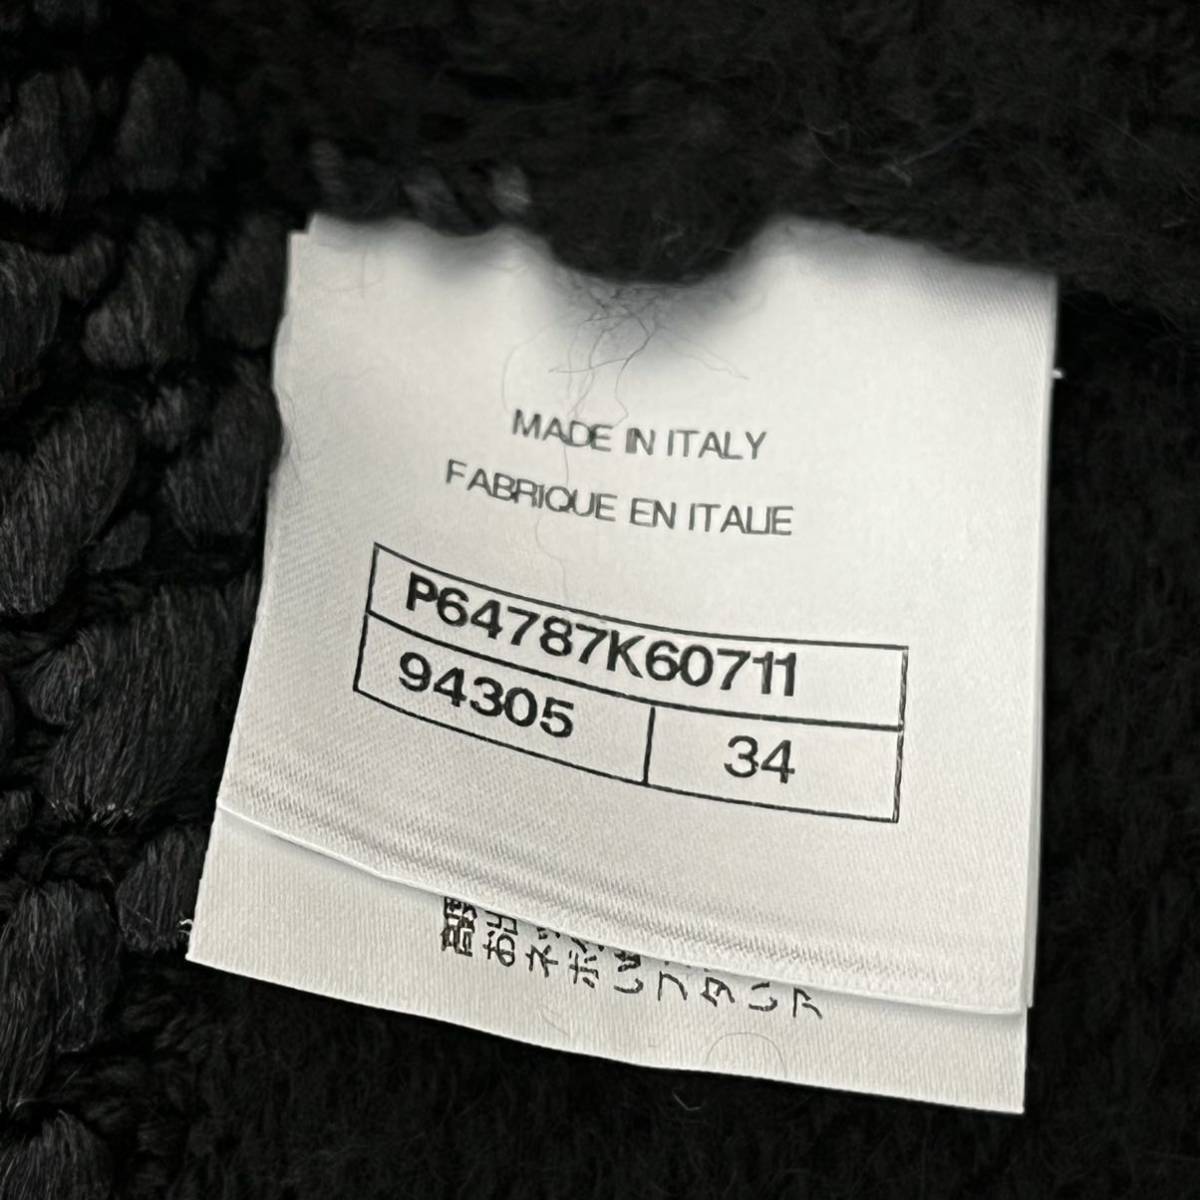 MADE IN ITALY
FABRIQUE EN ITALIE
P64787K60711
94305 34